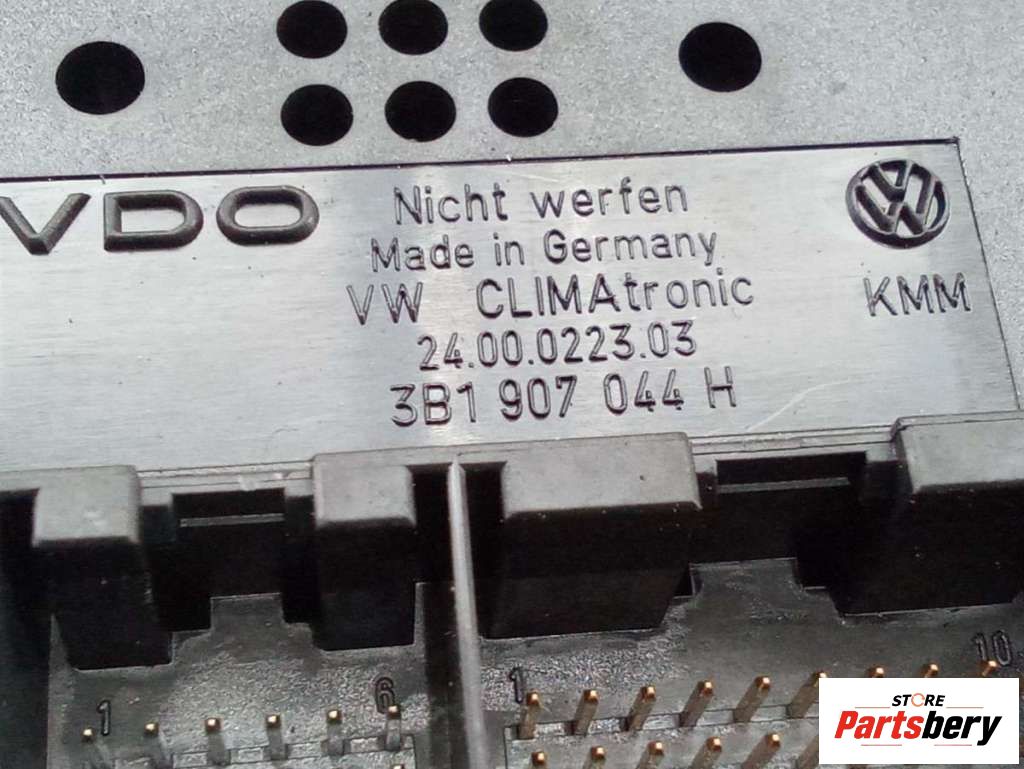 VDO
Nicht werfen
Made in Germany
VW CLIMAtronic
KMM
24.00.0223.03
3B1 907 044 H
1 6 1 10
STORE
Partsbery